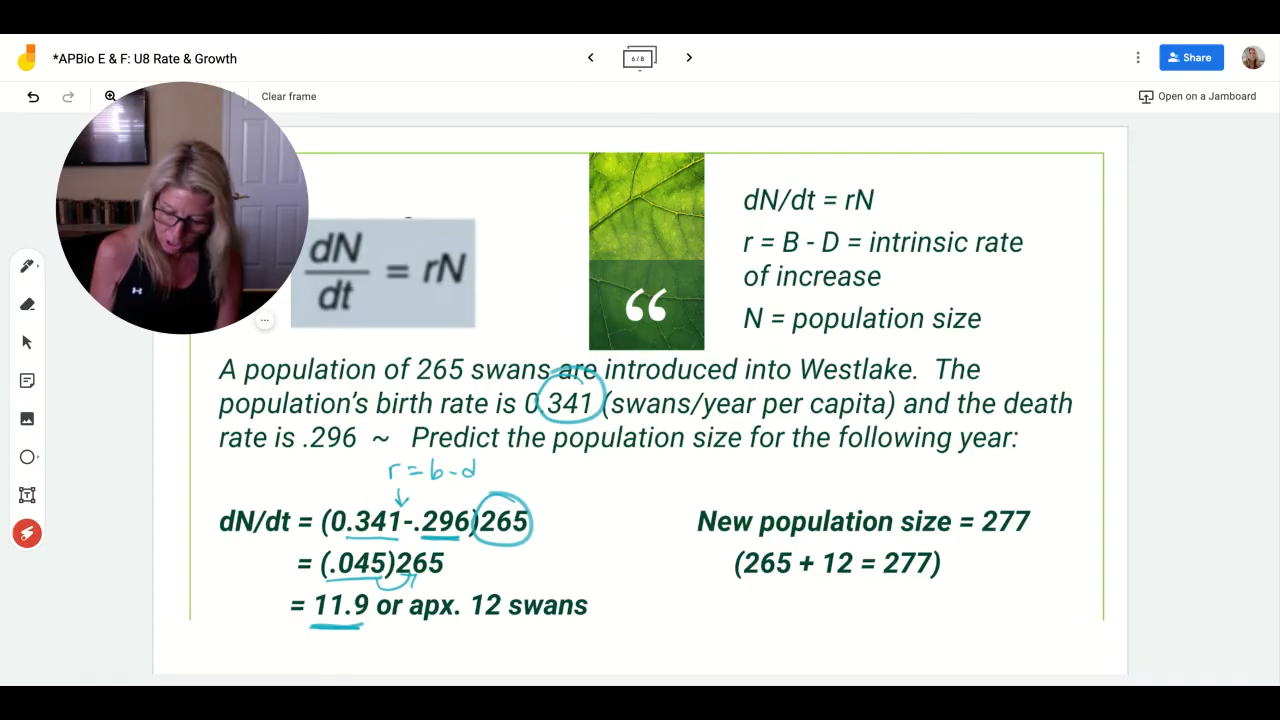 *APBio E & F: U8 Rate & Growth
6 / 8
Share
Clear frame
Open on a Jamboard
dN/dt = rN
dN/dt = rN
r = B - D = intrinsic rate
of increase
N = population size
“
A population of 265 swans are introduced into Westlake. The
population's birth rate is 0.341 (swans/year per capita) and the death
rate is .296 ~ Predict the population size for the following year:
r = b - d
dN/dt = (0.341-.296)265
= (.045)265
= 11.9 or apx. 12 swans
New population size = 277
(265 + 12 = 277)